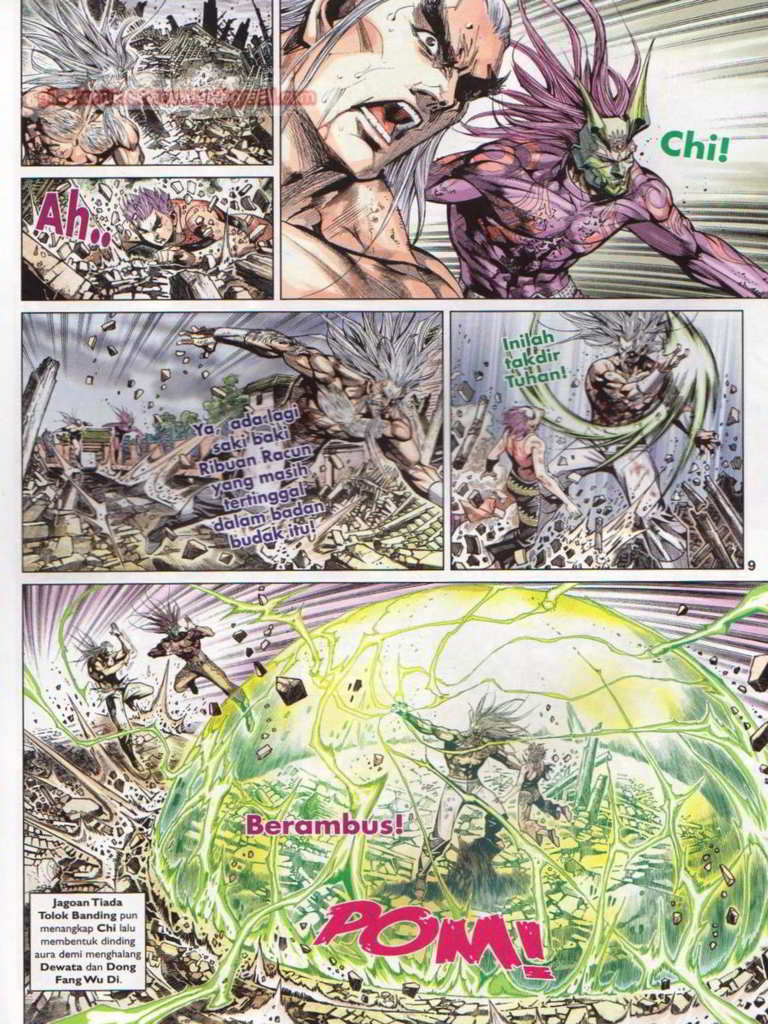 Chi!
Ah..
Ya, ada lagi
saki baki
Ribuan Racun
yang masih
tertinggal
dalam badan
budak itu!
Inilah
takdir
Tuhan!
9
Berambus!
POM!
Jagoan Tiada
Tolok Banding pun
menangkap Chi lalu
membentuk dinding
aura demi menghalang
Dewata dan Dong
Fang Wu Di.